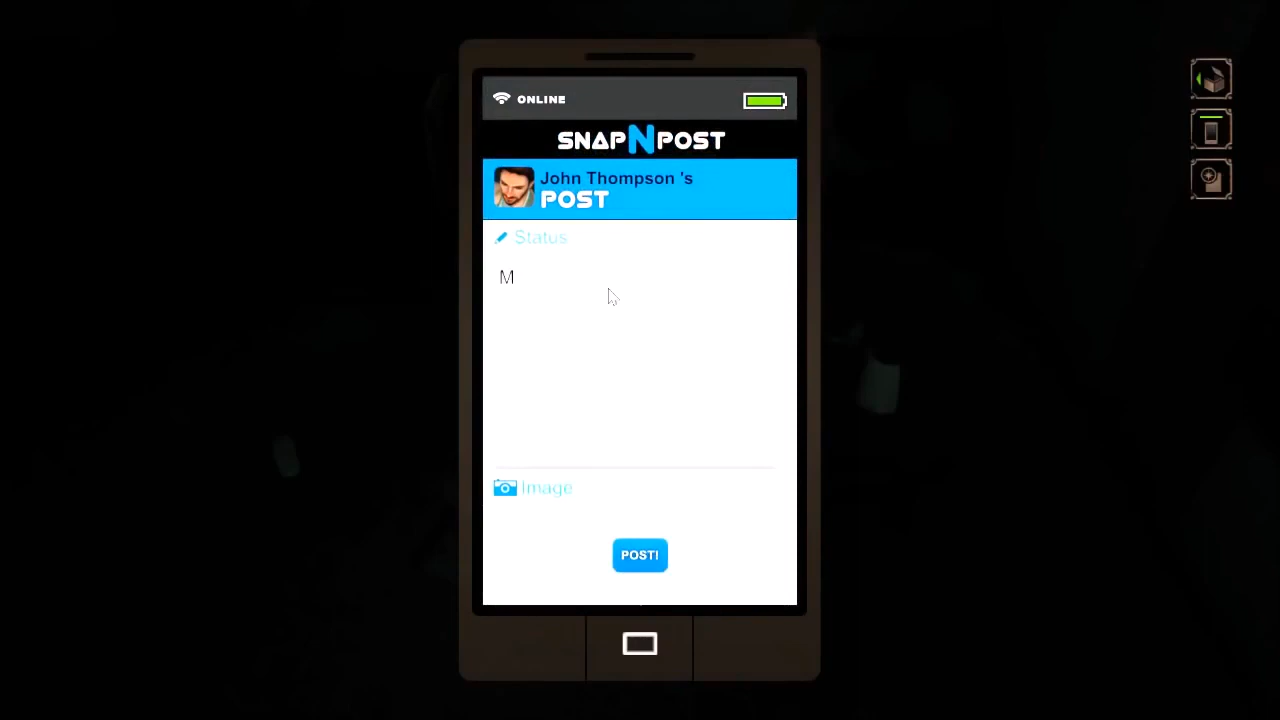 ONLINE
SNAPNPOST
John Thompson 's
POST
Status
M
Image
POST!